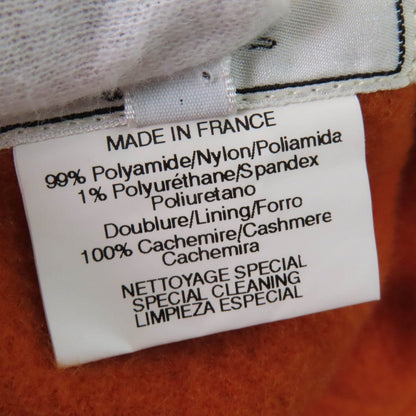 MADE IN FRANCE
99% Polyamide/Nylon/Poliamida
1% Polyuréthane/Spandex
Poliuretano
Doublure/Lining/Forro
100% Cachemire/Cashmere
Cachemira
NETTOYAGE SPECIAL
SPECIAL CLEANING
LIMPIEZA ESPECIAL